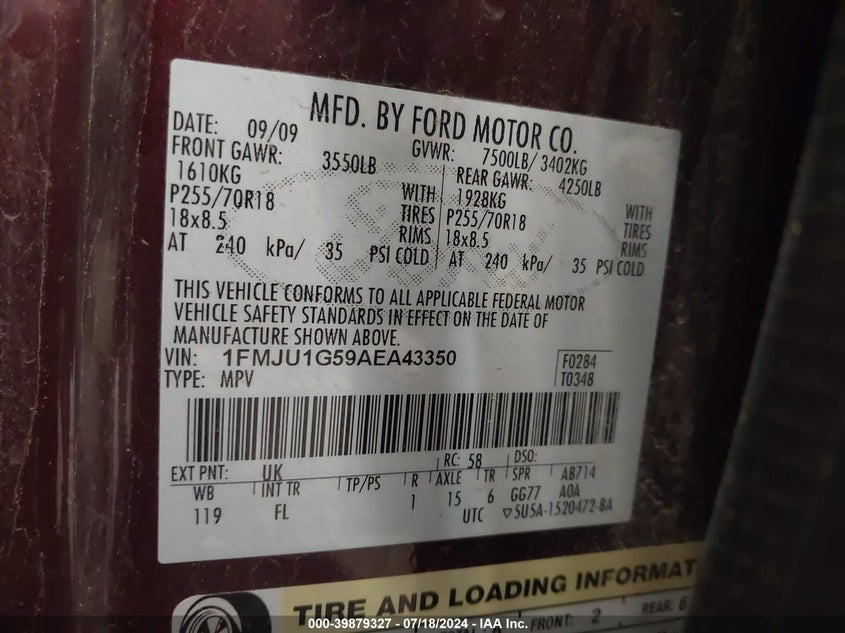 MFD. BY FORD MOTOR CO.
DATE: 09/09 GVWR: 7500LB/ 3402KG
FRONT GAWR: 3550LB REAR GAWR: 4250LB
1610KG WITH 1928KG WITH
P255/70R18 TIRES P255/70R18 TIRES
18x8.5 RIMS 18x8.5 RIMS
AT 240 kPa/ 35 PSI COLD AT 240 kPa/ 35 PSI COLD
THIS VEHICLE CONFORMS TO ALL APPLICABLE FEDERAL MOTOR
VEHICLE SAFETY STANDARDS IN EFFECT ON THE DATE OF
MANUFACTURE SHOWN ABOVE.
VIN: 1FMJU1G59AEA43350 F0284
TYPE: MPV T0348
EXT PNT: UK RC: 58 DSO:
WB INT TR TP/PS R AXLE TR SPR AB714
119 FL 1 15 6 GG77 A0A
UTC ▽5U5A-1520472-BA
TIRE AND LOADING INFORMAT
FRONT: 2 REAR: 6
000-39879327 - 07/18/2024 - IAA Inc.